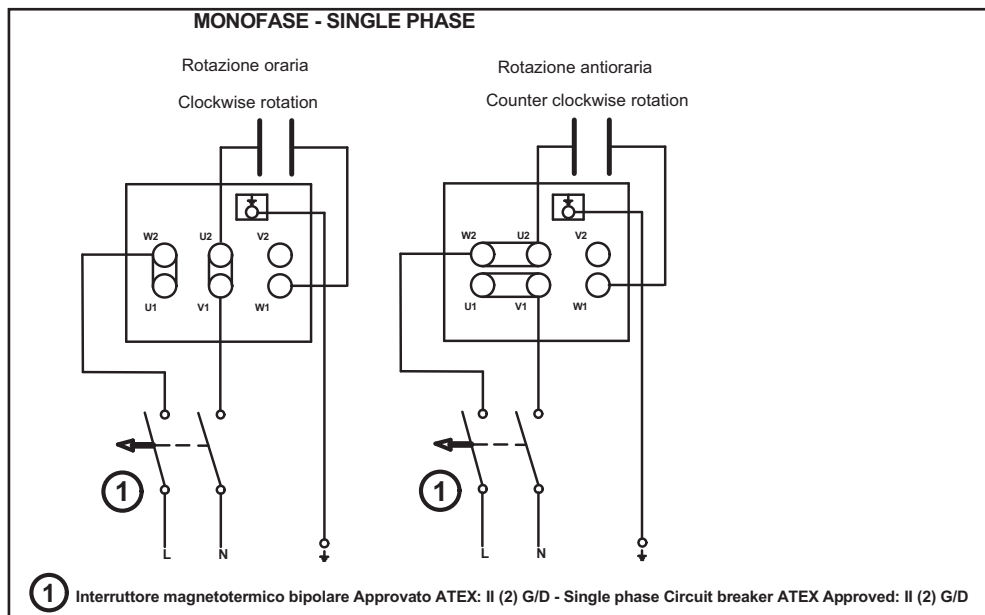 MONOFASE - SINGLE PHASE
Rotazione oraria
Clockwise rotation
W2 U2 V2
U1 V1 W1
1
L N
Rotazione antioraria
Counter clockwise rotation
W2 U2 V2
U1 V1 W1
1
L N
1 Interruttore magnetotermico bipolare Approvato ATEX: II (2) G/D - Single phase Circuit breaker ATEX Approved: II (2) G/D